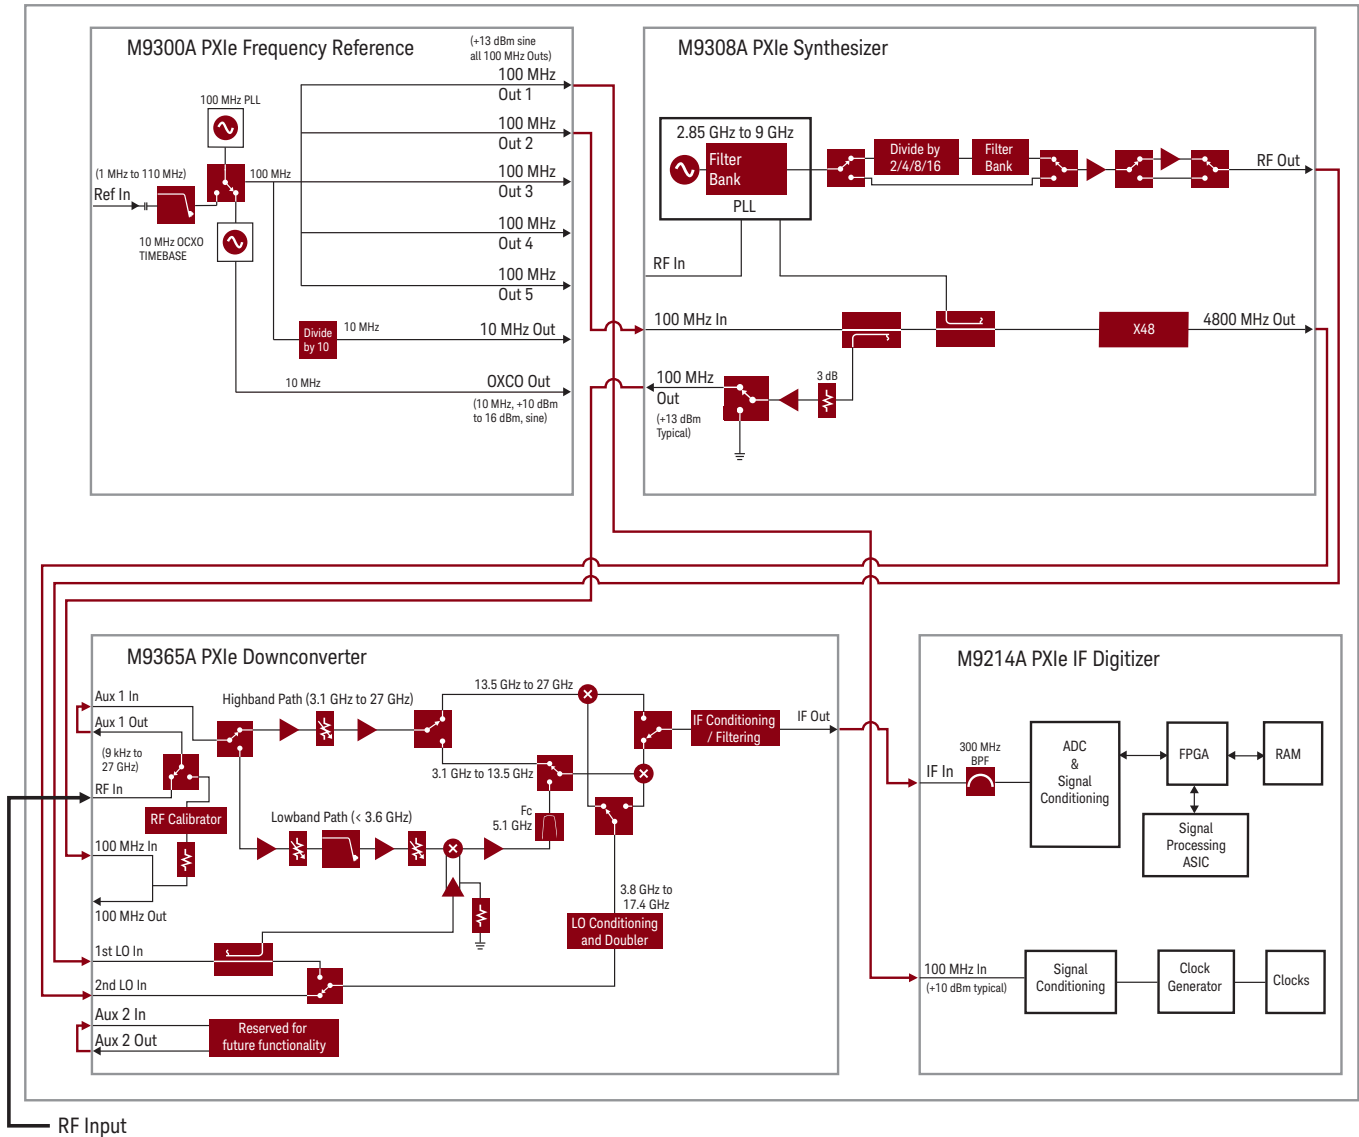 M9300A PXIe Frequency Reference
(+13 dBm sine
all 100 MHz Outs)
100 MHz
Out 1
100 MHz PLL
100 MHz
Out 2
(1 MHz to 110 MHz)
Ref In
100 MHz
100 MHz
Out 3
10 MHz OCXO
TIMEBASE
100 MHz
Out 4
100 MHz
Out 5
Divide
by 10
10 MHz
10 MHz Out
10 MHz
OXCO Out
(10 MHz, +10 dBm
to 16 dBm, sine)
M9308A PXIe Synthesizer
2.85 GHz to 9 GHz
Filter
Bank
PLL
Divide by
2/4/8/16
Filter
Bank
RF Out
RF In
100 MHz In
X48
4800 MHz Out
100 MHz
Out
(+13 dBm
Typical)
3 dB
M9365A PXIe Downconverter
Aux 1 In
Aux 1 Out
(9 kHz to
27 GHz)
RF In
RF Calibrator
100 MHz In
100 MHz Out
1st LO In
2nd LO In
Aux 2 In
Aux 2 Out
Reserved for
future functionality
Highband Path (3.1 GHz to 27 GHz)
13.5 GHz to 27 GHz
3.1 GHz to 13.5 GHz
Lowband Path (< 3.6 GHz)
Fc
5.1 GHz
IF Conditioning
/ Filtering
IF Out
3.8 GHz to
17.4 GHz
LO Conditioning
and Doubler
M9214A PXIe IF Digitizer
IF In
300 MHz
BPF
ADC
&
Signal
Conditioning
FPGA
RAM
Signal
Processing
ASIC
100 MHz In
(+10 dBm typical)
Signal
Conditioning
Clock
Generator
Clocks
RF Input